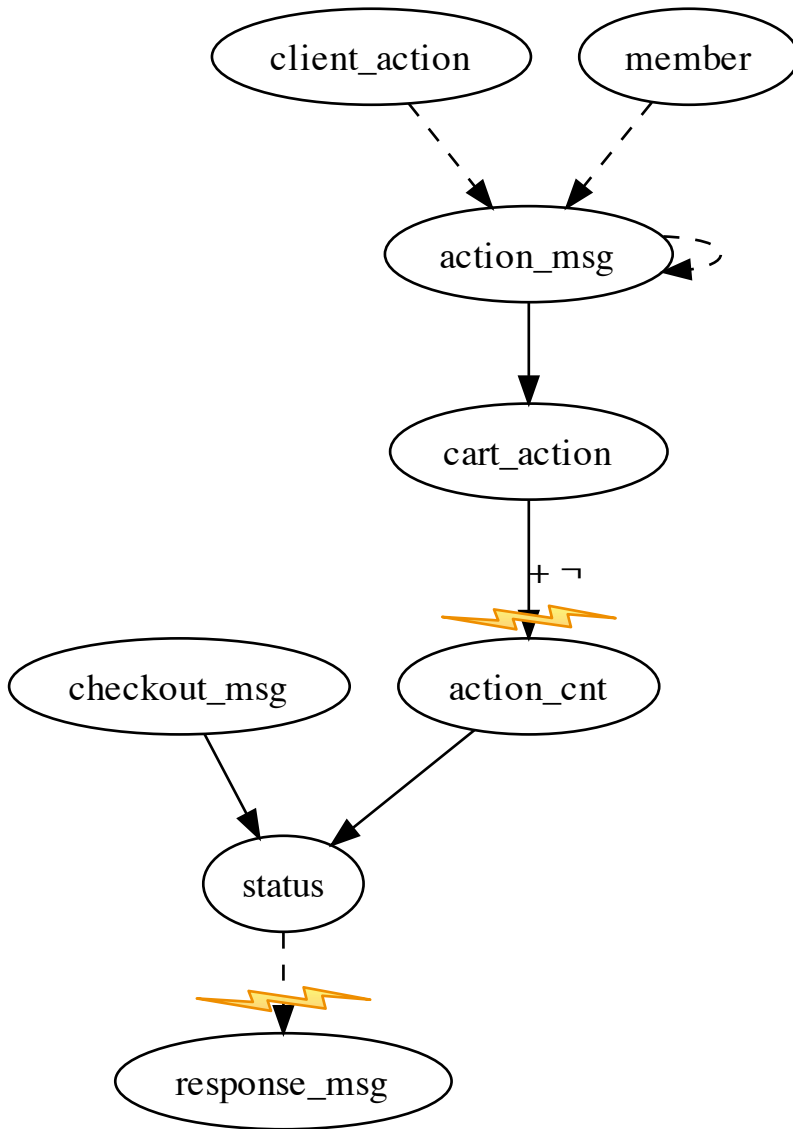 client_action
member
action_msg
cart_action
+ ¬
checkout_msg
action_cnt
status
response_msg